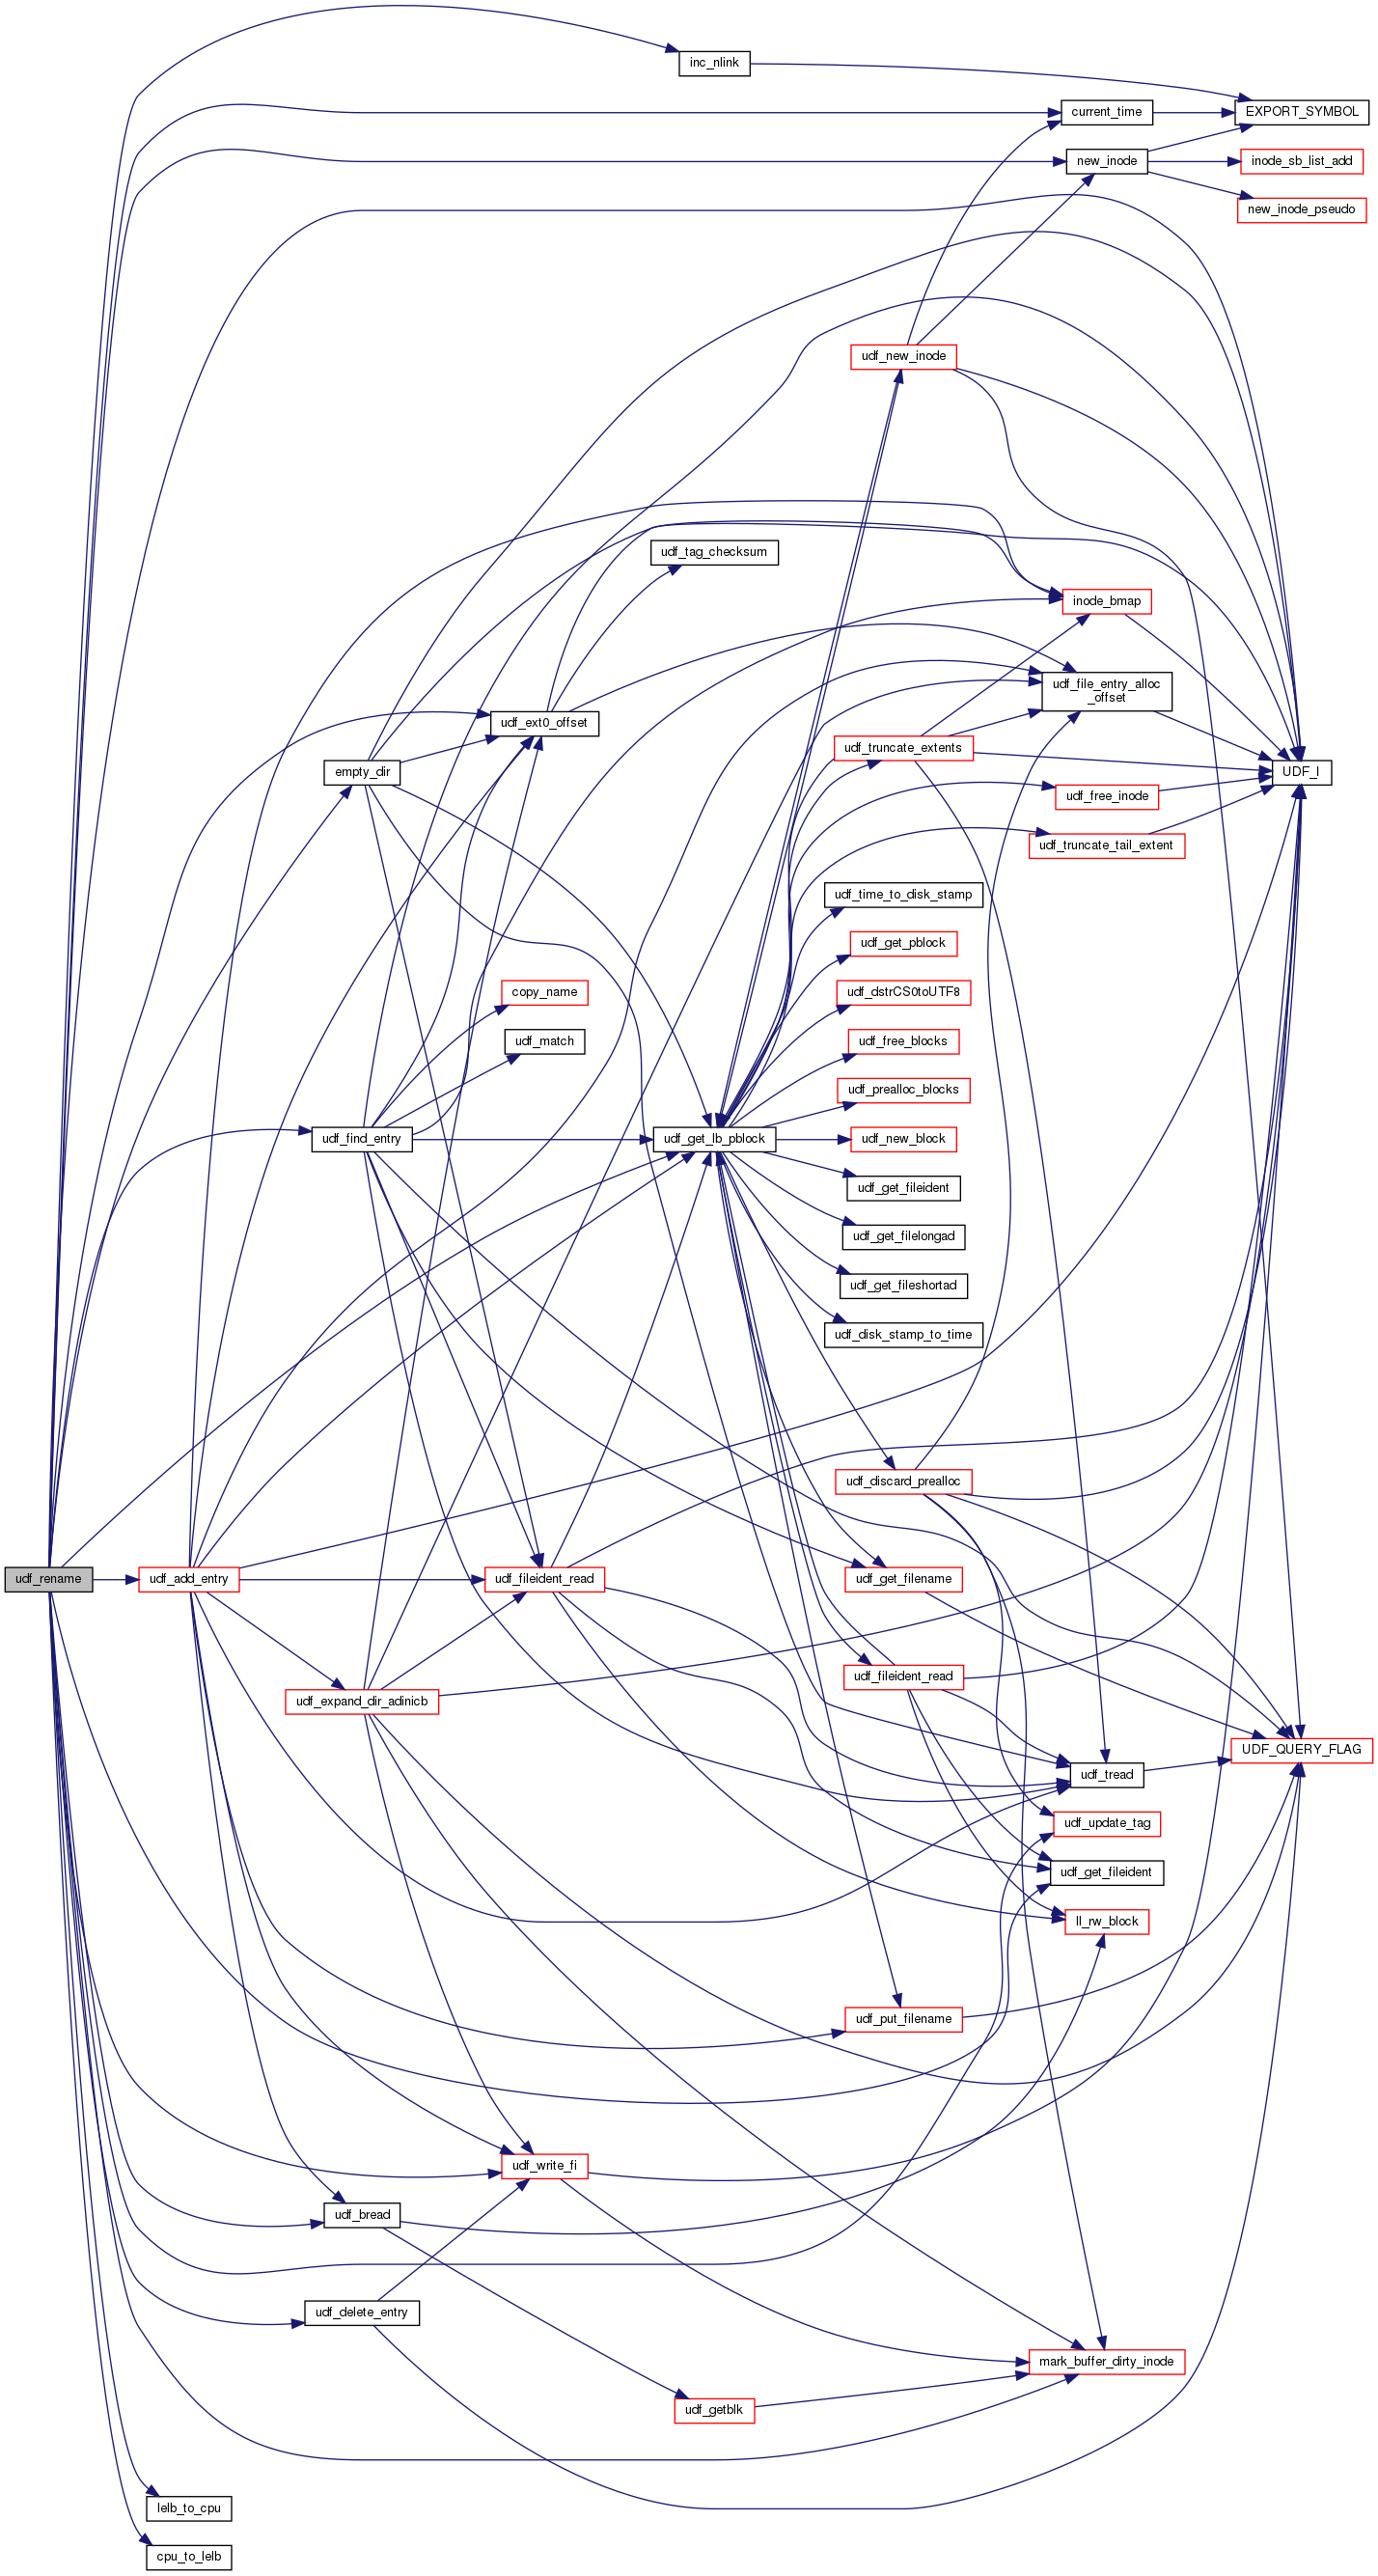 inc_nlink
current_time
EXPORT_SYMBOL
new_inode
inode_sb_list_add
new_inode_pseudo
udf_new_inode
udf_tag_checksum
inode_bmap
udf_file_entry_alloc
_offset
udf_ext0_offset
udf_truncate_extents
empty_dir
UDF_I
udf_free_inode
udf_truncate_tail_extent
udf_time_to_disk_stamp
udf_get_pblock
copy_name
udf_dstrCS0toUTF8
udf_match
udf_free_blocks
udf_prealloc_blocks
udf_find_entry
udf_get_lb_pblock
udf_new_block
udf_get_fileident
udf_get_filelongad
udf_get_fileshortad
udf_disk_stamp_to_time
udf_discard_prealloc
udf_rename
udf_add_entry
udf_fileident_read
udf_get_filename
udf_fileident_read
udf_expand_dir_adinicb
UDF_QUERY_FLAG
udf_tread
udf_update_tag
udf_get_fileident
ll_rw_block
udf_put_filename
udf_write_fi
udf_bread
udf_delete_entry
mark_buffer_dirty_inode
udf_getblk
lelb_to_cpu
cpu_to_lelb